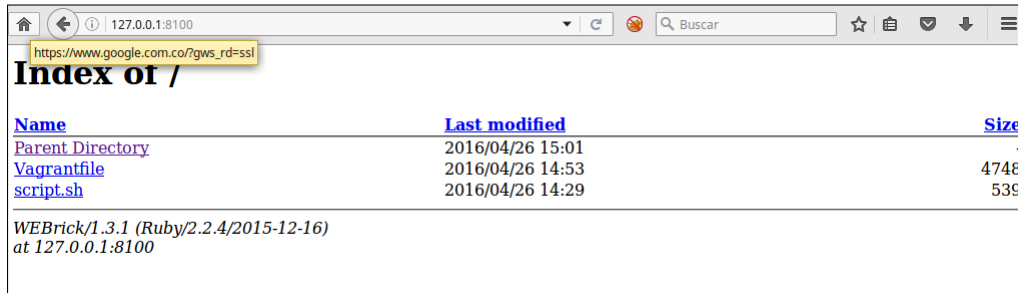 127.0.0.1:8100
Buscar
https://www.google.com.co/?gws_rd=ssl
Index of /
Name Last modified Size
Parent Directory 2016/04/26 15:01 -
Vagrantfile 2016/04/26 14:53 4748
script.sh 2016/04/26 14:29 539
WEBrick/1.3.1 (Ruby/2.2.4/2015-12-16)
at 127.0.0.1:8100